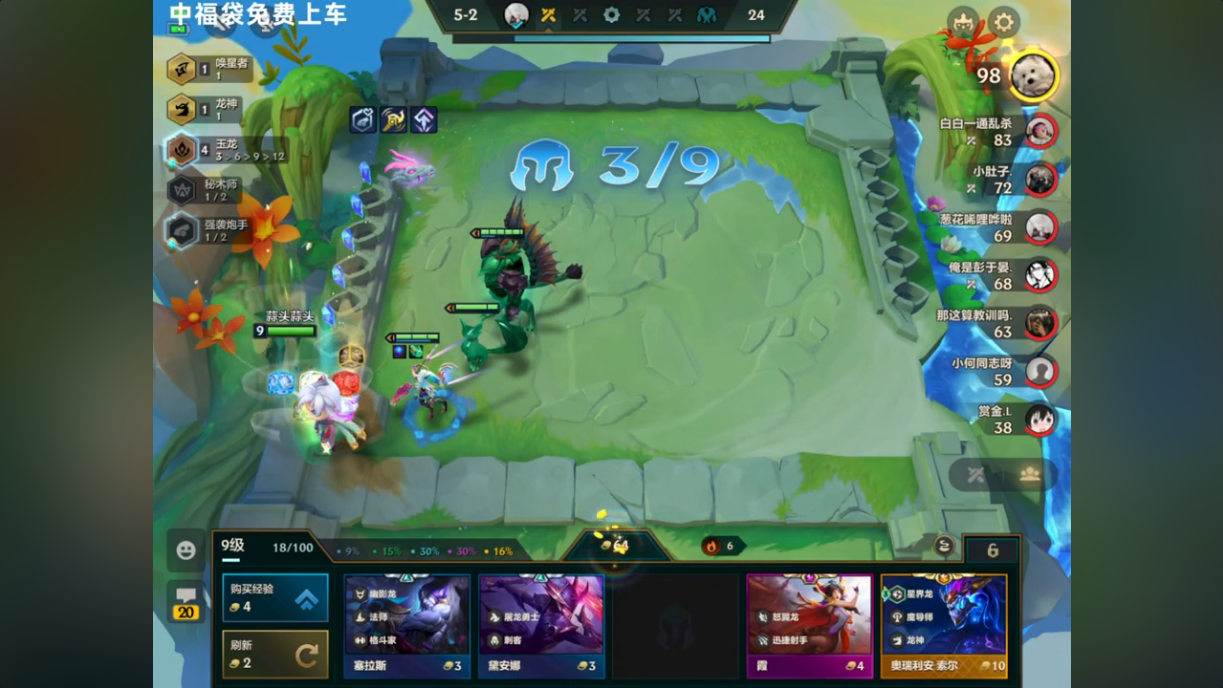 中福袋免费上车
5-2
24
1 唤星者
1
1 龙神
1
4 玉龙
3 > 6 > 9 > 12
秘术师
1 / 2
强袭炮手
1 / 2
3/9
98
白白一通乱杀
83
小肚子.
72
葱花唏哩哗啦
69
俺是彭于晏.
68
那这算教训吗.
63
小何同志呀
59
赏金.L
38
蒜头蒜头
9
9级 18/100
9% 15% 30% 30% 16%
64
6
6
20
购买经验
4
刷新
2
幽影龙
法师
格斗家
塞拉斯 3
屠龙勇士
刺客
黛安娜 3
怒翼龙
迅捷射手
霞 4
星界龙
魔导师
龙神
奥瑞利安·索尔 10